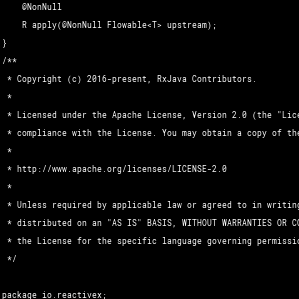 @NonNull
R apply(@NonNull Flowable<T> upstream);
}
/**
* Copyright (c) 2016-present, RxJava Contributors.
*
* Licensed under the Apache License, Version 2.0 (the "Lice
* compliance with the License. You may obtain a copy of the
*
* http://www.apache.org/licenses/LICENSE-2.0
*
* Unless required by applicable law or agreed to in writing
* distributed on an "AS IS" BASIS, WITHOUT WARRANTIES OR CO
* the License for the specific language governing permissio
*/
package io.reactivex;